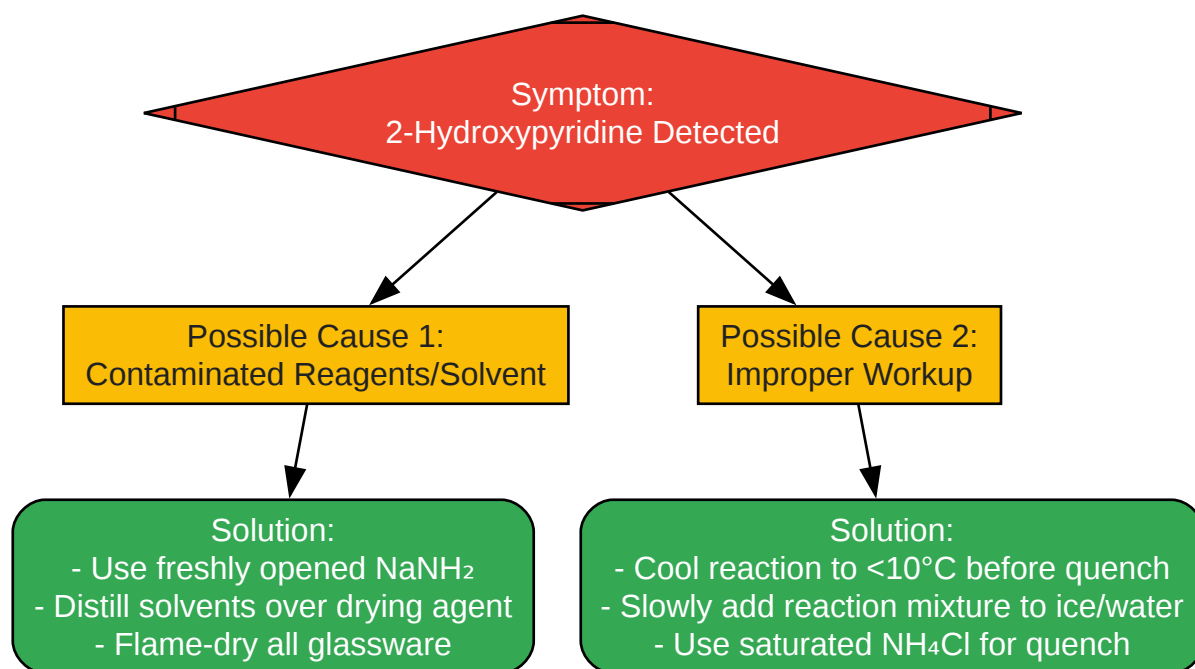 Symptom:
2-Hydroxypyridine Detected
Possible Cause 1:
Contaminated Reagents/Solvent
Possible Cause 2:
Improper Workup
Solution:
- Use freshly opened NaNH₂
- Distill solvents over drying agent
- Flame-dry all glassware
Solution:
- Cool reaction to <10°C before quench
- Slowly add reaction mixture to ice/water
- Use saturated NH₄Cl for quench